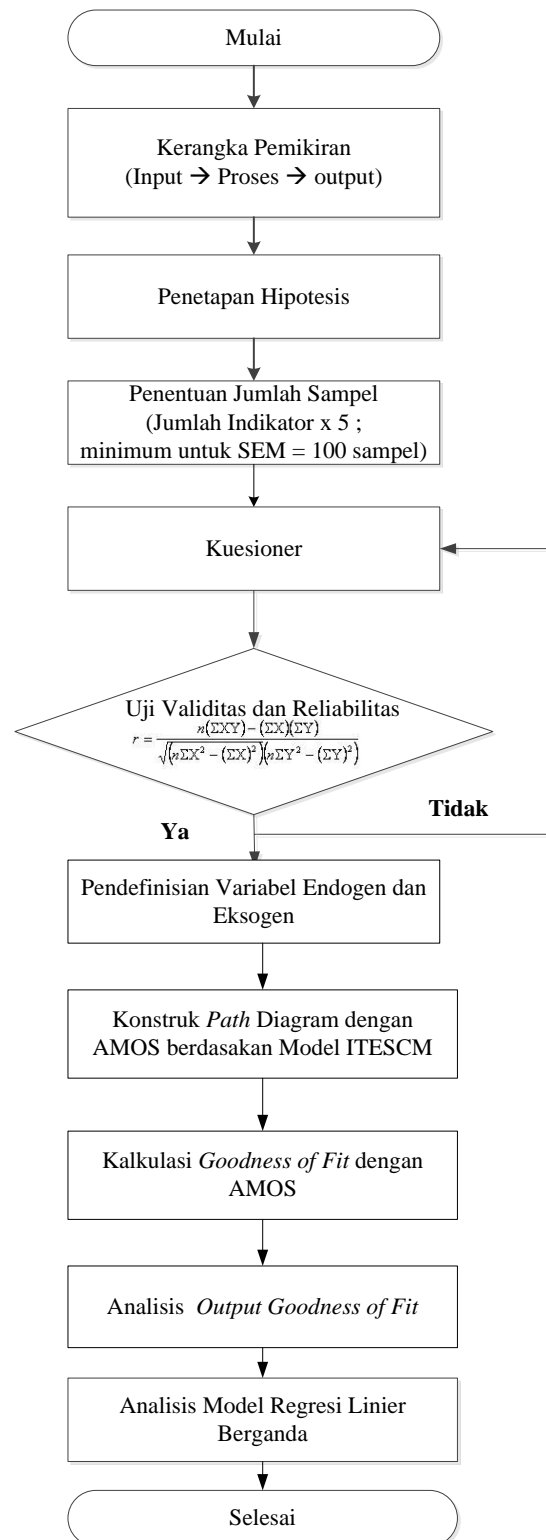 Mulai
Kerangka Pemikiran
(Input → Proses → output)
Penetapan Hipotesis
Penentuan Jumlah Sampel
(Jumlah Indikator x 5 ;
minimum untuk SEM = 100 sampel)
Kuesioner
Uji Validitas dan Reliabilitas
r = n(ΣXY) – (ΣX)(ΣY) / √(nΣX² – (ΣX)²)(nΣY² – (ΣY)²)
Ya
Tidak
Pendefinisian Variabel Endogen dan
Eksogen
Konstruk Path Diagram dengan
AMOS berdasakan Model ITESCM
Kalkulasi Goodness of Fit dengan
AMOS
Analisis Output Goodness of Fit
Analisis Model Regresi Linier
Berganda
Selesai